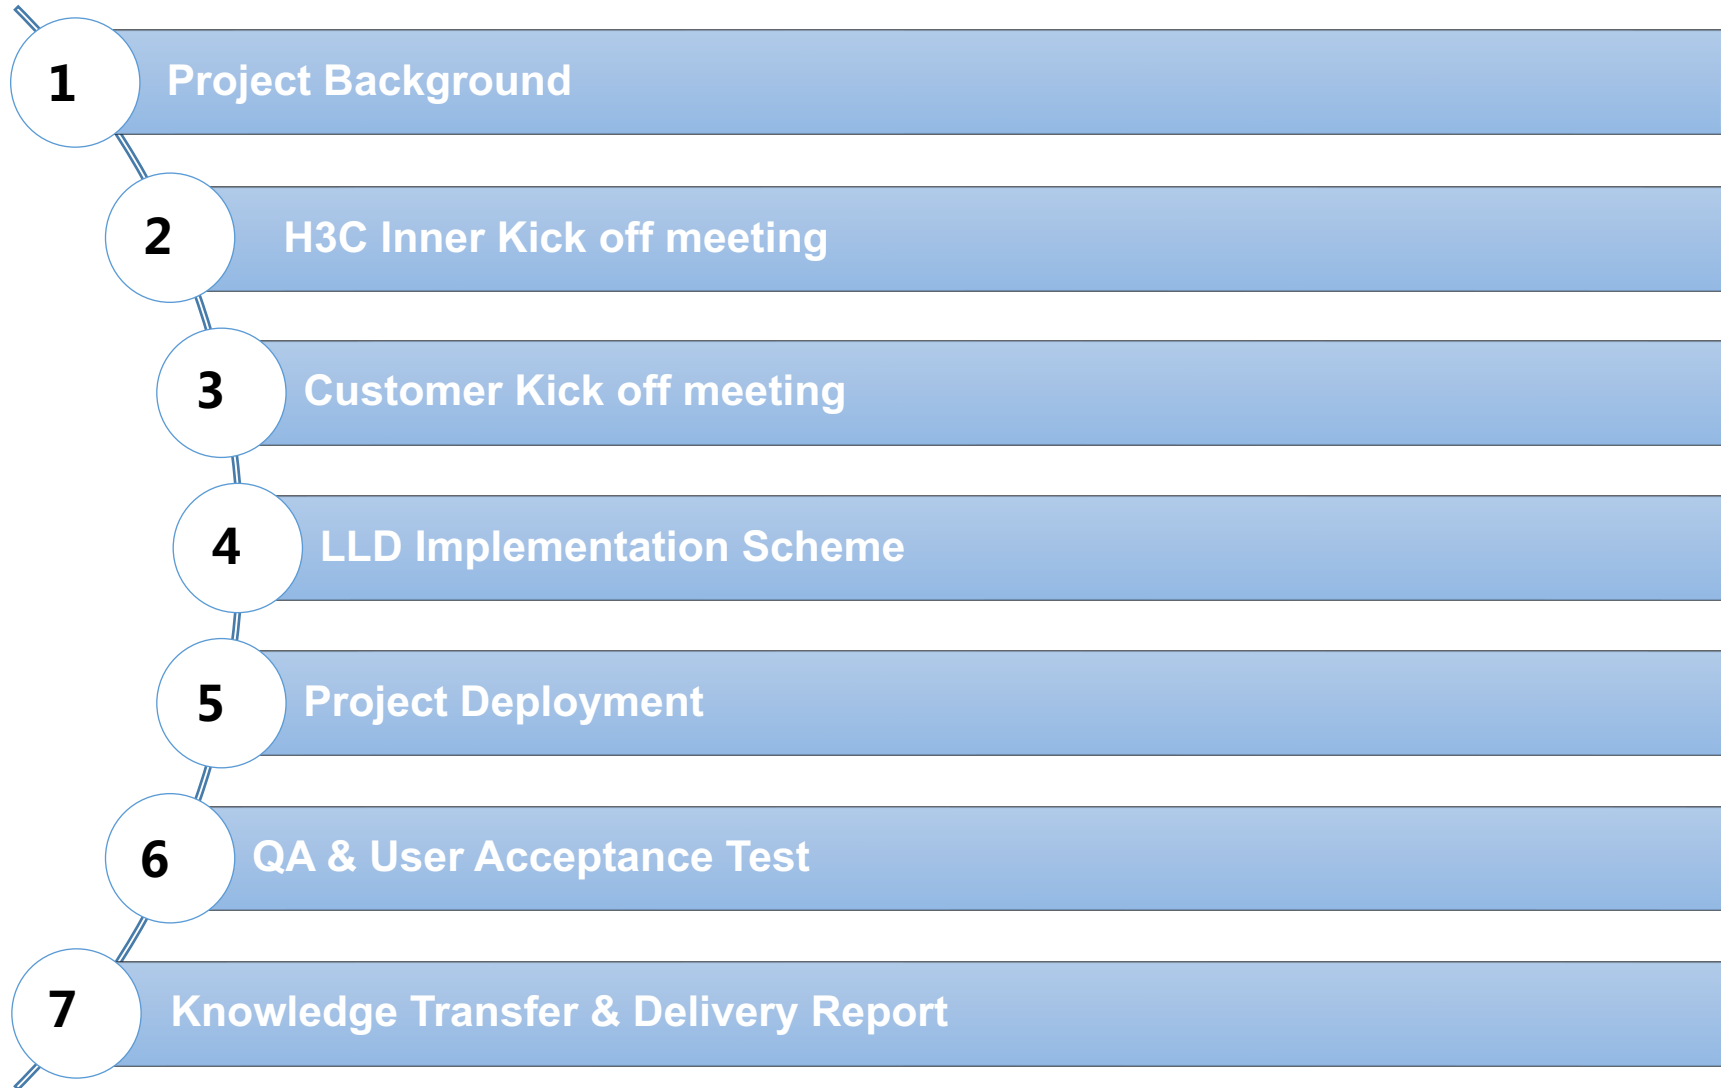 1 Project Background
2 H3C Inner Kick off meeting
3 Customer Kick off meeting
4 LLD Implementation Scheme
5 Project Deployment
6 QA & User Acceptance Test
7 Knowledge Transfer & Delivery Report